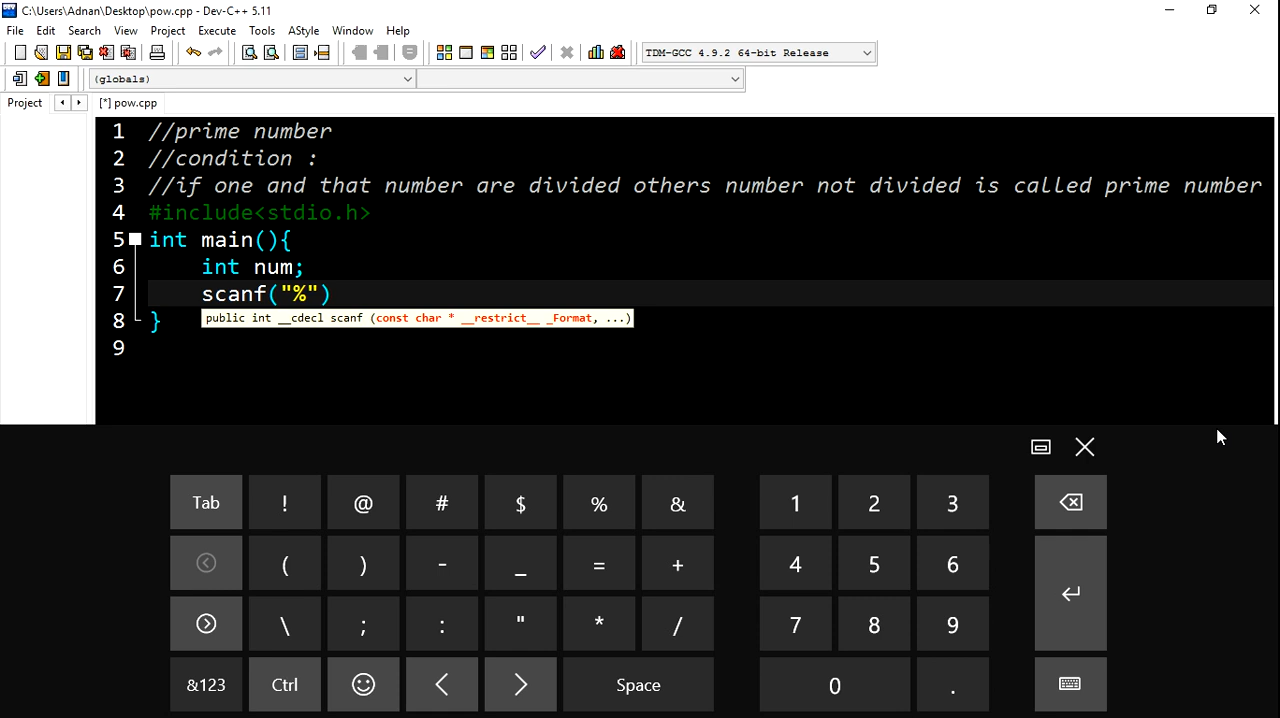 C:\Users\Adnan\Desktop\pow.cpp - Dev-C++ 5.11
File Edit Search View Project Execute Tools AStyle Window Help
TDM-GCC 4.9.2 64-bit Release
(globals)
Project [*] pow.cpp
1 //prime number
2 //condition :
3 //if one and that number are divided others number not divided is called prime number
4 #include<stdio.h>
5 int main(){
6 int num;
7 scanf("%")
8 }
public int __cdecl scanf (const char * __restrict__ _Format, ...)
9
Tab ! @ # $ % & 1 2 3
( ) - _ = + 4 5 6
\ ; : " * / 7 8 9
&123 Ctrl < > Space 0 .